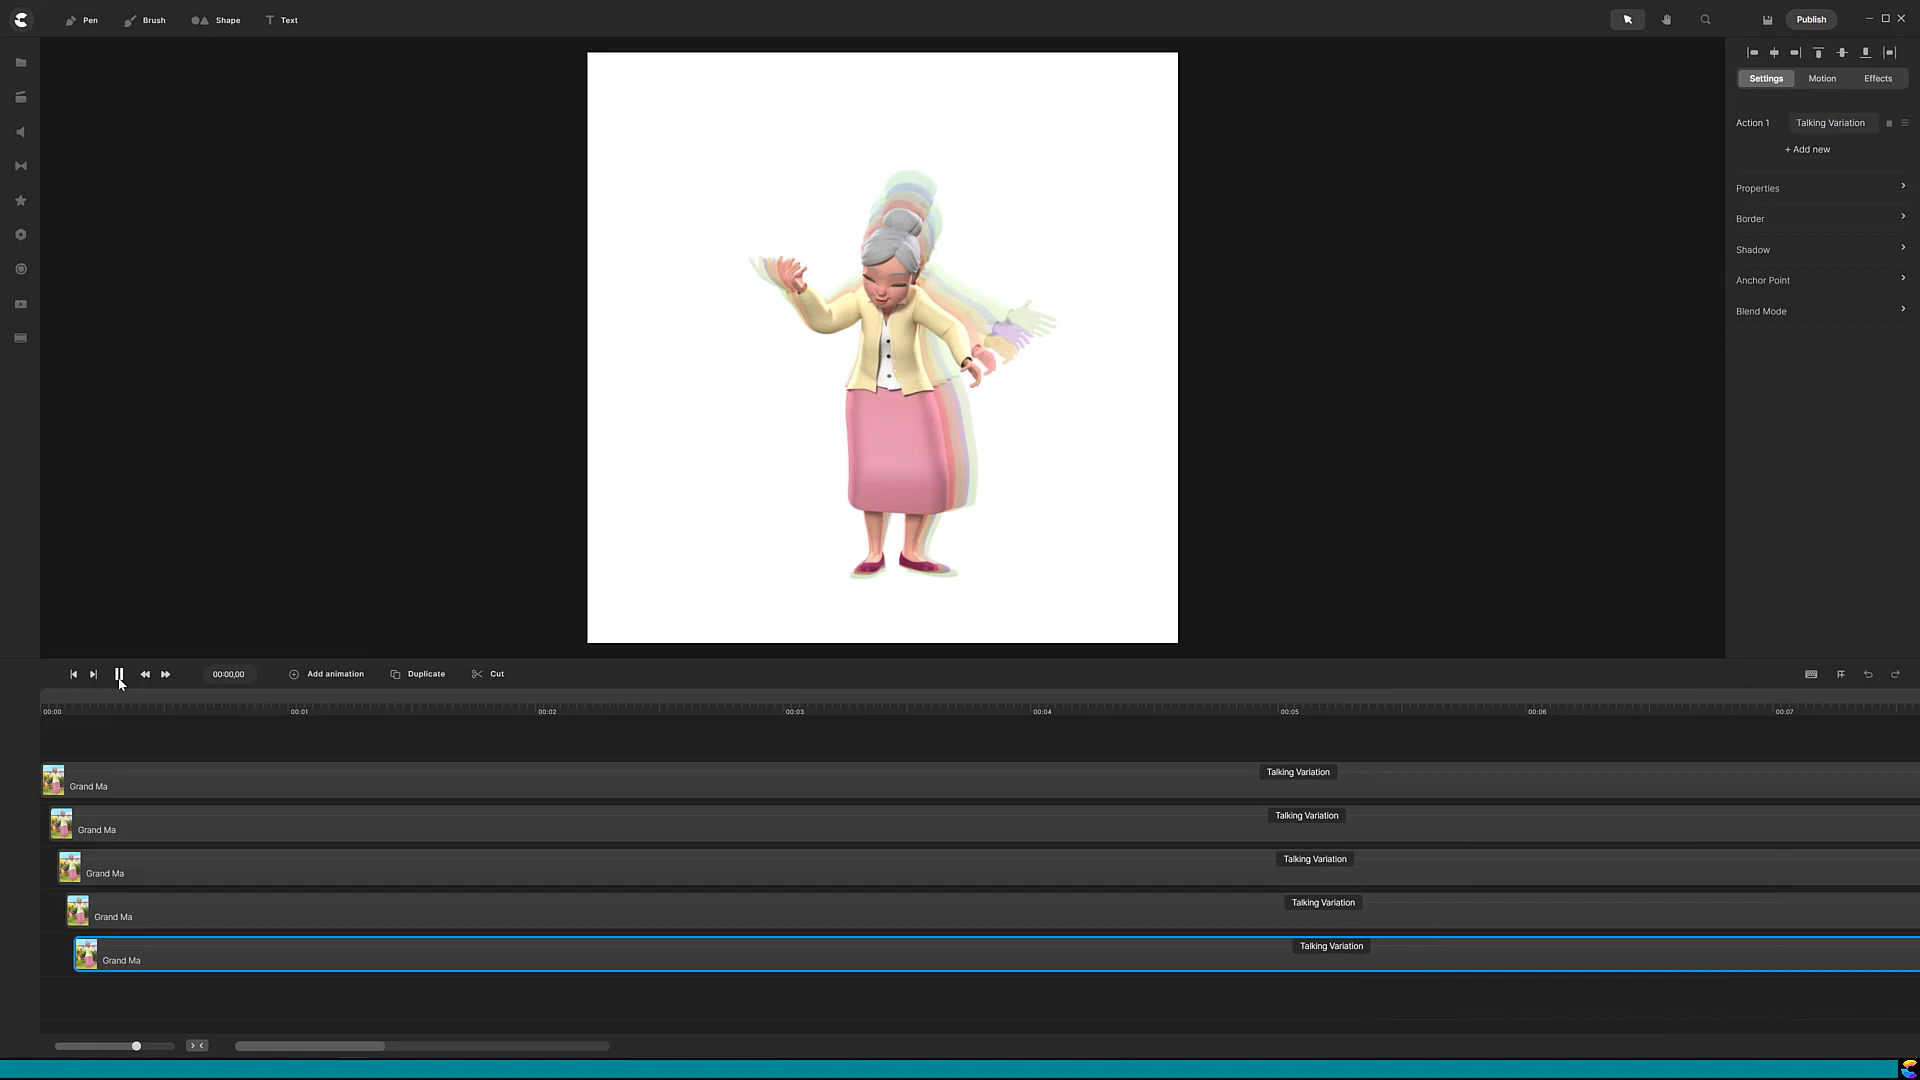 Pen Brush Shape Text Publish
Settings Motion Effects
Action 1 Talking Variation
+ Add new
Properties
Border
Shadow
Anchor Point
Blend Mode
00:00,00 Add animation Duplicate Cut
00:00 00:01 00:02 00:03 00:04 00:05 00:06 00:07
Talking Variation
Grand Ma
Talking Variation
Grand Ma
Talking Variation
Grand Ma
Talking Variation
Grand Ma
Talking Variation
Grand Ma